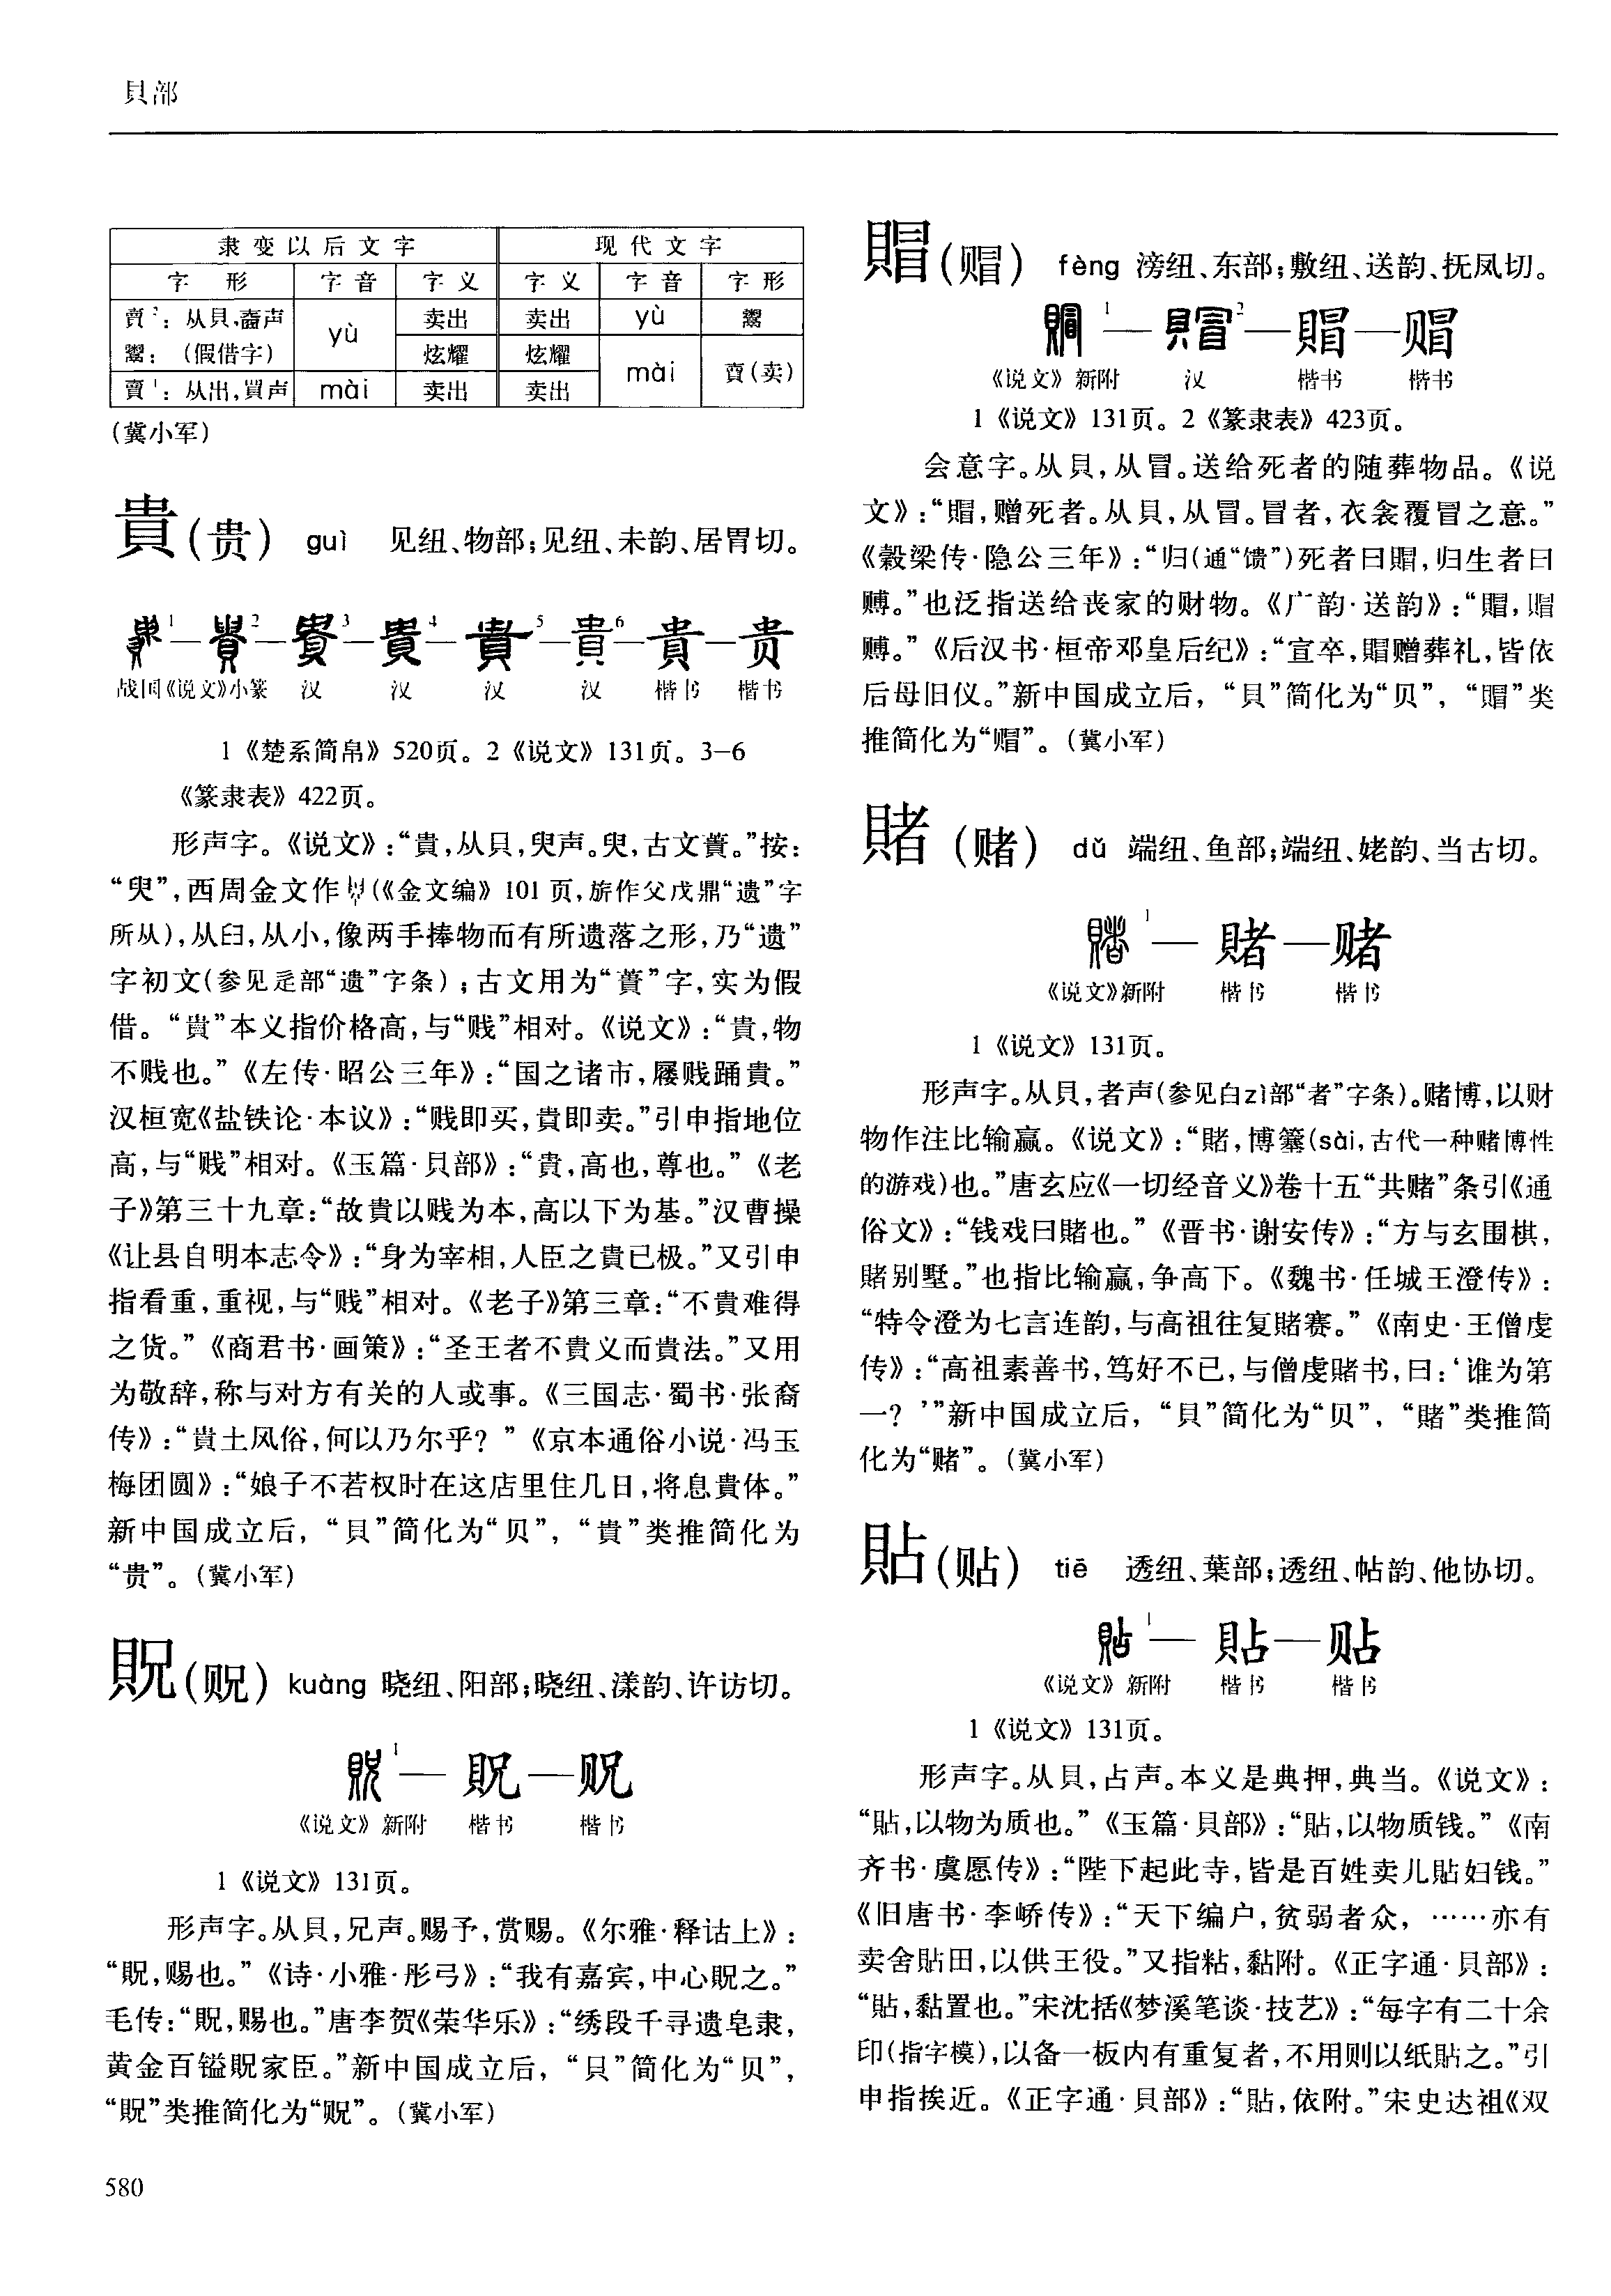 貝部
隶变以后文字 现代文字
字形 字音 字义 字义 字音 字形
賣²：从貝，𡍬声 yù 卖出 卖出 yù 鬻
鬻：（假借字） 炫耀 炫耀 mài 賣（卖）
賣¹：从出，買声 mài 卖出 卖出
（冀小军）
貴（贵） guì 见纽、物部；见纽、未韵、居胃切。
1—2—3—4—5—貴6—貴—贵
战国 《说文》小篆 汉 汉 汉 汉 楷书 楷书
1《楚系简帛》520页。2《说文》131页。3–6
《篆隶表》422页。
形声字。《说文》：“貴，从貝，臾声。臾，古文蕢。”按：
“臾”，西周金文作（《金文编》101页，旂作父戊鼎“遗”字
所从），从臼，从小，像两手捧物而有所遗落之形，乃“遗”
字初文（参见辵部“遗”字条）；古文用为“蕢”字，实为假
借。“貴”本义指价格高，与“贱”相对。《说文》：“貴，物
不贱也。”《左传·昭公三年》：“国之诸市，屦贱踊貴。”
汉桓宽《盐铁论·本议》：“贱即买，貴即卖。”引申指地位
高，与“贱”相对。《玉篇·貝部》：“貴，高也，尊也。”《老
子》第三十九章：“故貴以贱为本，高以下为基。”汉曹操
《让县自明本志令》：“身为宰相，人臣之貴已极。”又引申
指看重，重视，与“贱”相对。《老子》第三章：“不貴难得
之货。”《商君书·画策》：“圣王者不貴义而貴法。”又用
为敬辞，称与对方有关的人或事。《三国志·蜀书·张裔
传》：“貴土风俗，何以乃尔乎？”《京本通俗小说·冯玉
梅团圆》：“娘子不若权时在这店里住几日，将息貴体。”
新中国成立后，“貝”简化为“贝”，“貴”类推简化为
“贵”。（冀小军）
貺（贶） kuàng 晓纽、阳部；晓纽、漾韵、许访切。
1—貺—贶
《说文》新附 楷书 楷书
1《说文》131页。
形声字。从貝，兄声。赐予，赏赐。《尔雅·释诂上》：
“貺，赐也。”《诗·小雅·彤弓》：“我有嘉宾，中心貺之。”
毛传：“貺，赐也。”唐李贺《荣华乐》：“绣段千寻遗皂隶，
黄金百镒貺家臣。”新中国成立后，“貝”简化为“贝”，
“貺”类推简化为“贶”。（冀小军）
賵（赗） fèng 滂纽、东部；敷纽、送韵、抚凤切。
1—2—賵—赗
《说文》新附 汉 楷书 楷书
1《说文》131页。2《篆隶表》423页。
会意字。从貝，从冒。送给死者的随葬物品。《说
文》：“賵，赠死者。从貝，从冒。冒者，衣衾覆冒之意。”
《穀梁传·隐公三年》：“归（通“馈”）死者曰賵，归生者曰
赙。”也泛指送给丧家的财物。《广韵·送韵》：“賵，賵
赙。”《后汉书·桓帝邓皇后纪》：“宣卒，賵赠葬礼，皆依
后母旧仪。”新中国成立后，“貝”简化为“贝”，“賵”类
推简化为“赗”。（冀小军）
賭（赌） dǔ 端纽、鱼部；端纽、姥韵、当古切。
1—賭—赌
《说文》新附 楷书 楷书
1《说文》131页。
形声字。从貝，者声（参见白zì部“者”字条）。赌博，以财
物作注比输赢。《说文》：“賭，博簺（sài，古代一种赌博性
的游戏）也。”唐玄应《一切经音义》卷十五“共赌”条引《通
俗文》：“钱戏曰賭也。”《晋书·谢安传》：“方与玄围棋，
賭别墅。”也指比输赢，争高下。《魏书·任城王澄传》：
“特令澄为七言连韵，与高祖往复賭赛。”《南史·王僧虔
传》：“高祖素善书，笃好不已，与僧虔賭书，曰：‘谁为第
一？’”新中国成立后，“貝”简化为“贝”，“賭”类推简
化为“赌”。（冀小军）
貼（贴） tiē 透纽、葉部；透纽、帖韵、他协切。
1—貼—贴
《说文》新附 楷书 楷书
1《说文》131页。
形声字。从貝，占声。本义是典押，典当。《说文》：
“貼，以物为质也。”《玉篇·貝部》：“貼，以物质钱。”《南
齐书·虞愿传》：“陛下起此寺，皆是百姓卖儿貼妇钱。”
《旧唐书·李峤传》：“天下编户，贫弱者众，……亦有
卖舍貼田，以供王役。”又指粘，黏附。《正字通·貝部》：
“貼，黏置也。”宋沈括《梦溪笔谈·技艺》：“每字有二十余
印（指字模），以备一板内有重复者，不用则以纸貼之。”引
申指挨近。《正字通·貝部》：“貼，依附。”宋史达祖《双
580